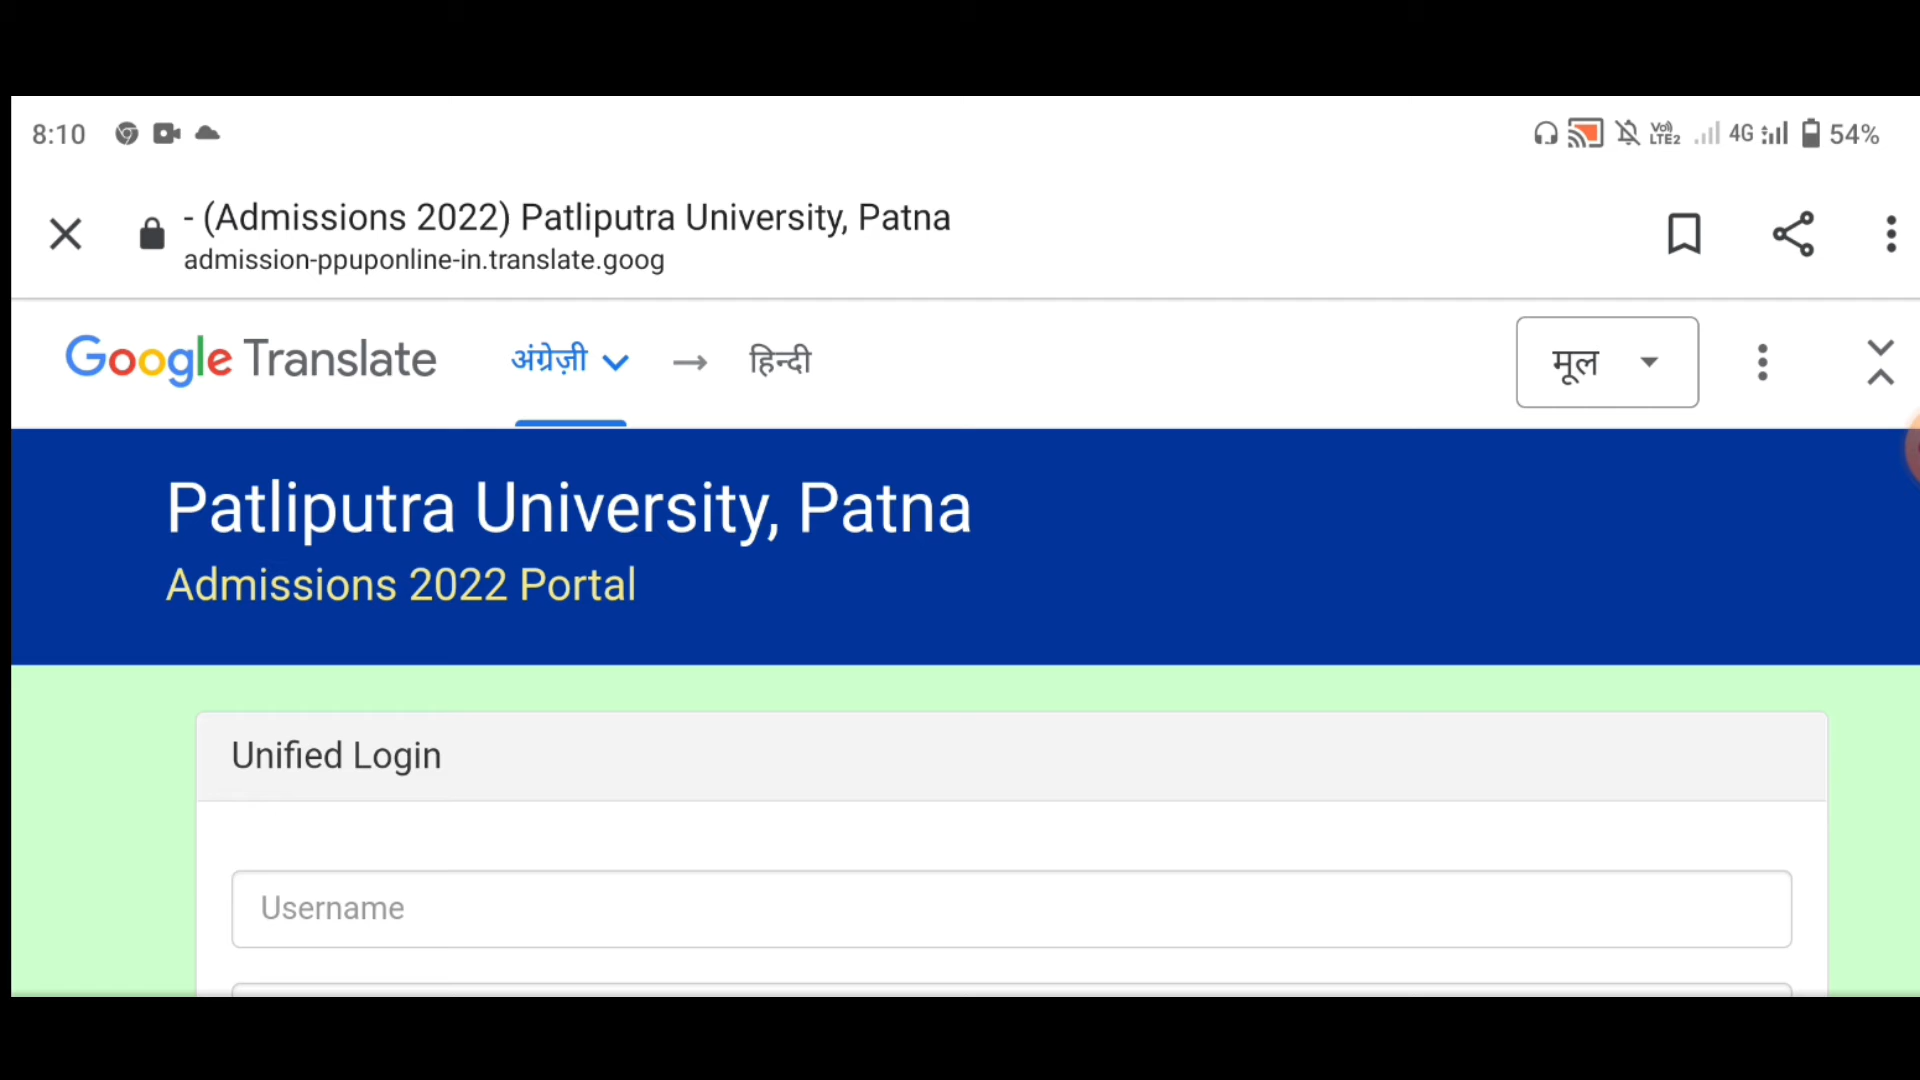 8:10 4G 54%
- (Admissions 2022) Patliputra University, Patna
admission-ppuponline-in.translate.goog
Google Translate अंग्रेज़ी → हिन्दी मूल
Patliputra University, Patna
Admissions 2022 Portal
Unified Login
Username